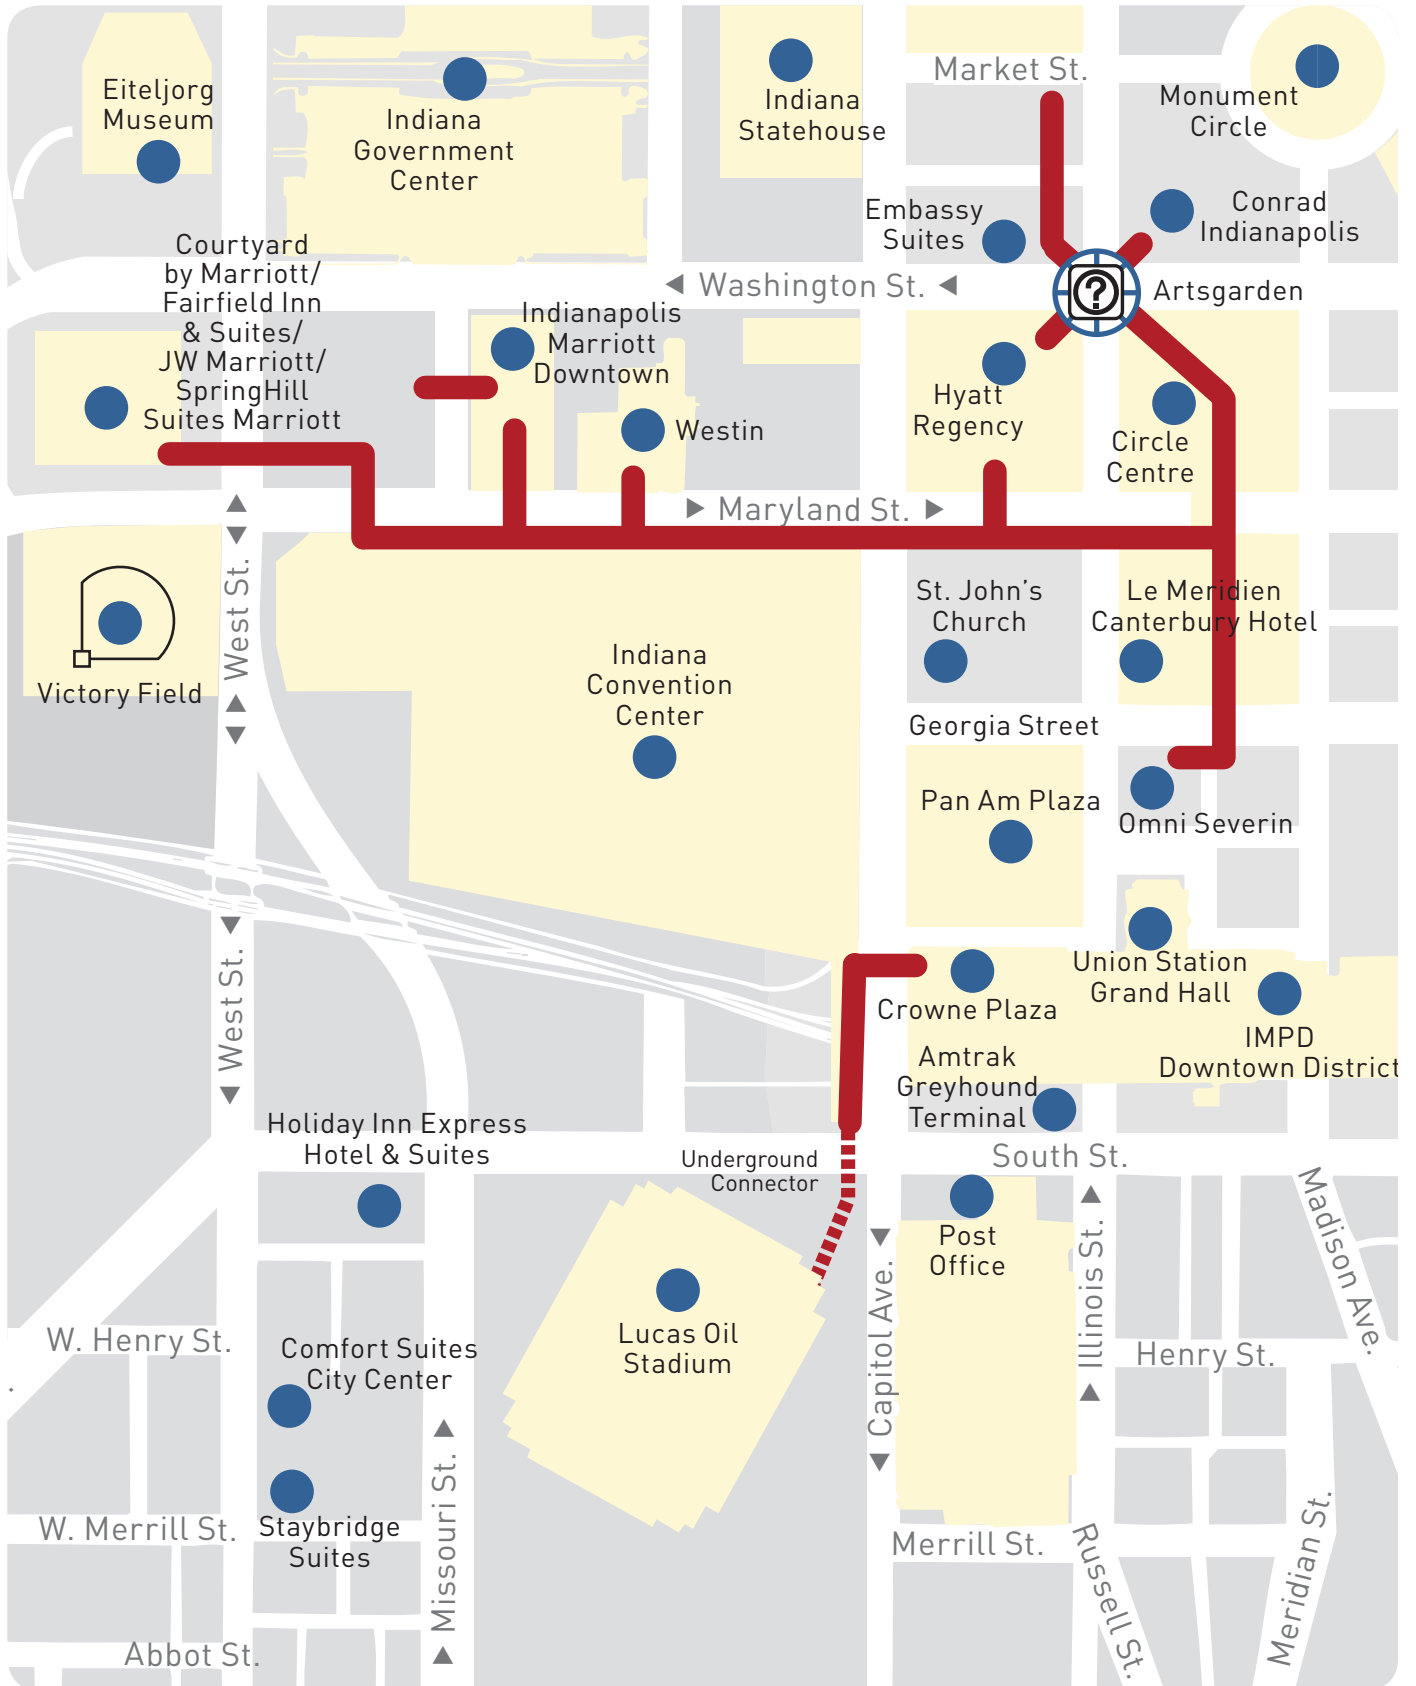 Market St.
Eiteljorg
Museum
Indiana
Government
Center
Indiana
Statehouse
Monument
Circle
Embassy
Suites
Conrad
Indianapolis
Courtyard
by Marriott/
Fairfield Inn
& Suites/
JW Marriott/
SpringHill
Suites Marriott
Washington St.
?
Artsgarden
Indianapolis
Marriott
Downtown
Westin
Hyatt
Regency
Circle
Centre
Maryland St.
West St.
Victory Field
St. John's
Church
Le Meridien
Canterbury Hotel
Indiana
Convention
Center
Georgia Street
Pan Am Plaza
Omni Severin
West St.
Union Station
Grand Hall
Crowne Plaza
IMPD
Downtown District
Amtrak
Greyhound
Terminal
Holiday Inn Express
Hotel & Suites
Underground
Connector
South St.
Post
Office
Madison Ave.
Illinois St.
Capitol Ave.
Lucas Oil
Stadium
W. Henry St.
Comfort Suites
City Center
Henry St.
Missouri St.
W. Merrill St.
Staybridge
Suites
Merrill St.
Russell St.
Meridian St.
Abbot St.